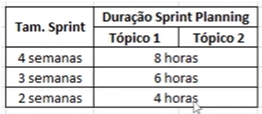 Tam. Sprint Duração Sprint Planning
Tópico 1 Tópico 2
4 semanas 8 horas
3 semanas 6 horas
2 semanas 4 horas